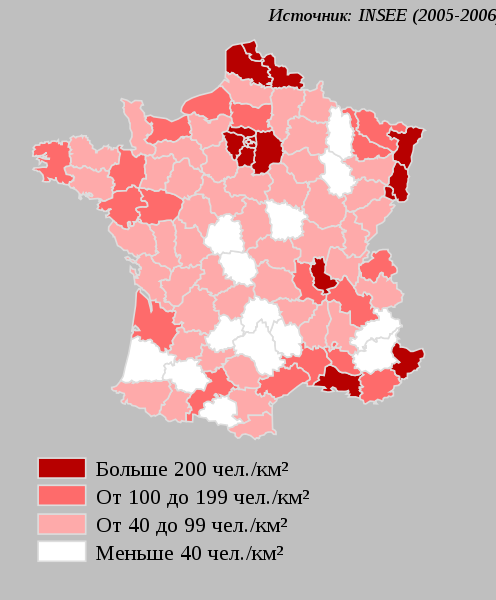 Источник: INSEE (2005-2006
Больше 200 чел./км²
От 100 до 199 чел./км²
От 40 до 99 чел./км²
Меньше 40 чел./км²